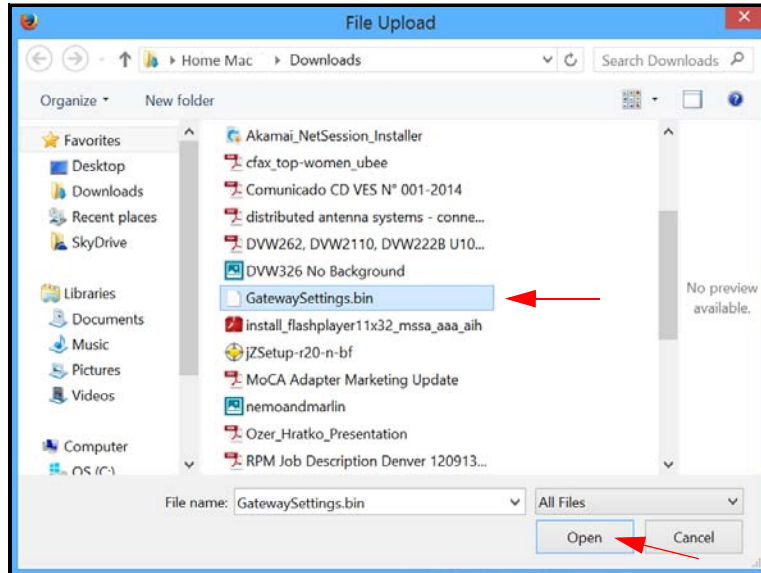 File Upload
Home Mac Downloads
Search Downloads
Organize New folder
Favorites
Desktop
Downloads
Recent places
SkyDrive
Libraries
Documents
Music
Pictures
Videos
Computer
OS (C:)
Akamai_NetSession_Installer
cfax_top-women_ubee
Comunicado CD VES N° 001-2014
distributed antenna systems - conne...
DVW262, DVW2110, DVW222B U10...
DVW326 No Background
GatewaySettings.bin
install_flashplayer11x32_mssa_aaa_aih
jZSetup-r20-n-bf
MoCA Adapter Marketing Update
nemoandmarlin
Ozer_Hratko_Presentation
RPM Job Description Denver 120913...
No preview
available.
File name: GatewaySettings.bin
All Files
Open Cancel